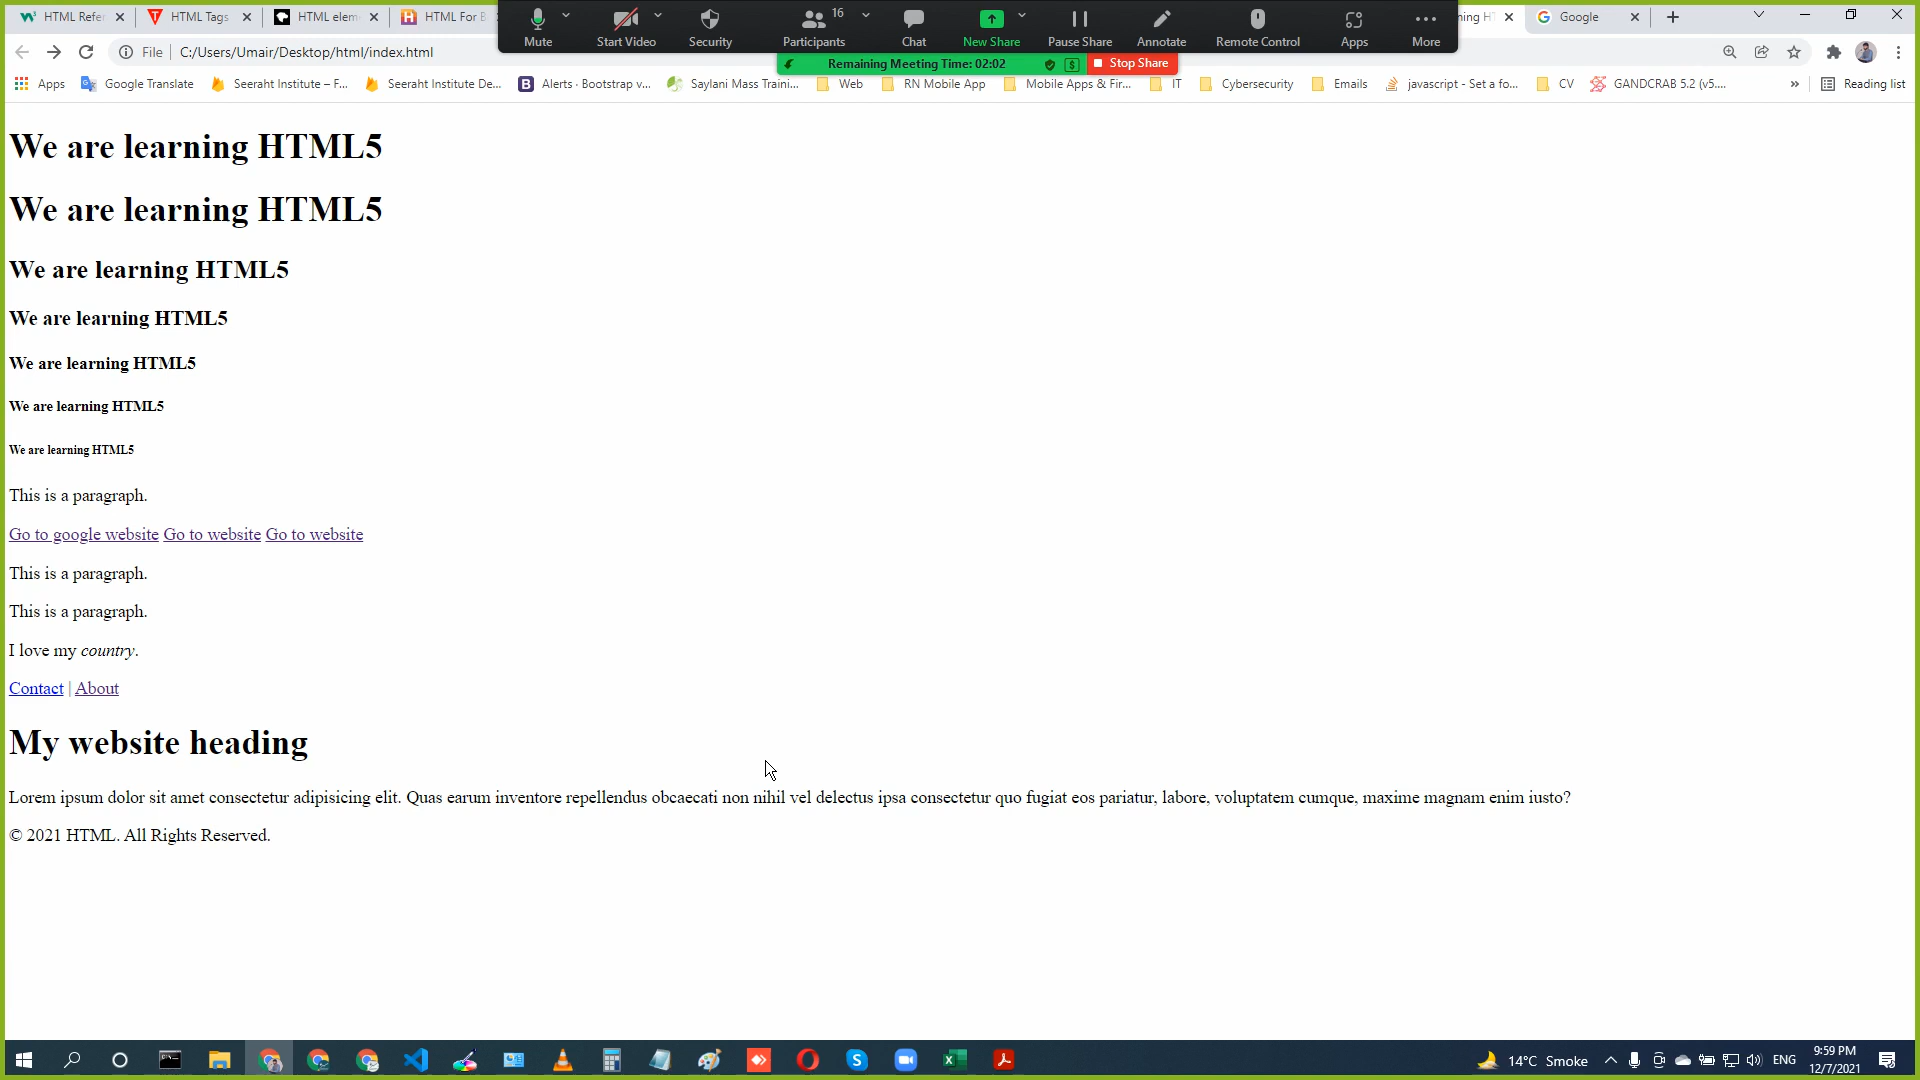 HTML Refer
HTML Tags
HTML elem
HTML For B
ning HT
Google
16
Mute
Start Video
Security
Participants
Chat
New Share
Pause Share
Annotate
Remote Control
Apps
More
File
C:/Users/Umair/Desktop/html/index.html
Remaining Meeting Time: 02:02
Stop Share
Apps
Google Translate
Seeraht Institute – F...
Seeraht Institute De...
Alerts · Bootstrap v...
Saylani Mass Traini...
Web
RN Mobile App
Mobile Apps & Fir...
IT
Cybersecurity
Emails
javascript - Set a fo...
CV
GANDCRAB 5.2 (v5....
»
Reading list
We are learning HTML5
We are learning HTML5
We are learning HTML5
We are learning HTML5
We are learning HTML5
We are learning HTML5
We are learning HTML5
This is a paragraph.
Go to google website Go to website Go to website
This is a paragraph.
This is a paragraph.
I love my country.
Contact | About
My website heading
Lorem ipsum dolor sit amet consectetur adipisicing elit. Quas earum inventore repellendus obcaecati non nihil vel delectus ipsa consectetur quo fugiat eos pariatur, labore, voluptatem cumque, maxime magnam enim iusto?
© 2021 HTML. All Rights Reserved.
14°C Smoke
ENG
9:59 PM
12/7/2021